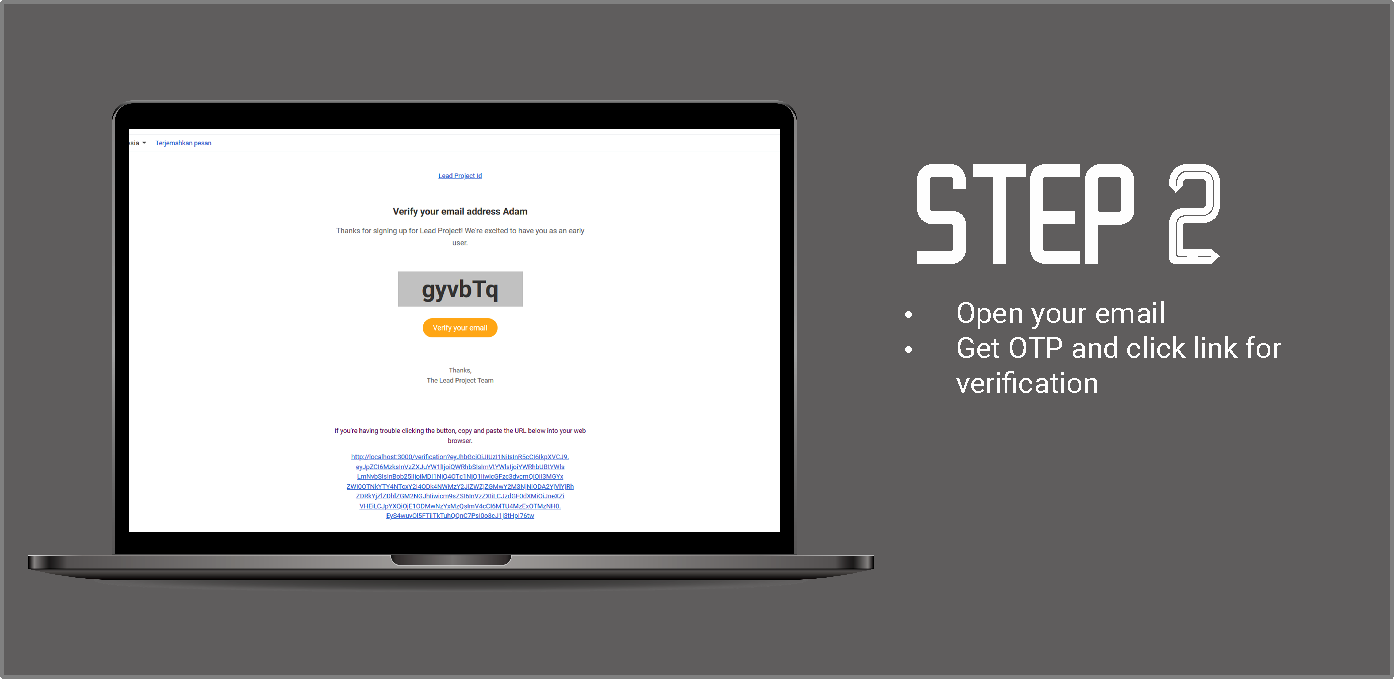 esia Terjemahkan pesan
Lead Project Id
Verify your email address Adam
Thanks for signing up for Lead Project! We're excited to have you as an early
user.
gyvbTq
Verify your email
Thanks,
The Lead Project Team
If you're having trouble clicking the button, copy and paste the URL below into your web
browser.
STEP 2
• Open your email
• Get OTP and click link for
verification